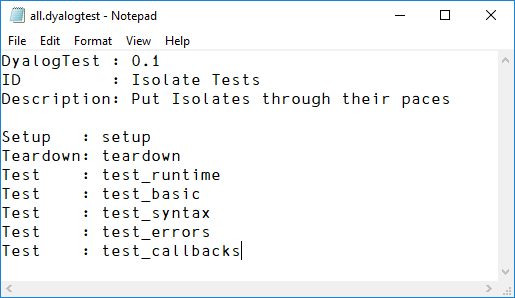 all.dyalogtest - Notepad
File Edit Format View Help
DyalogTest : 0.1
ID         : Isolate Tests
Description: Put Isolates through their paces

Setup   : setup
Teardown: teardown
Test    : test_runtime
Test    : test_basic
Test    : test_syntax
Test    : test_errors
Test    : test_callbacks